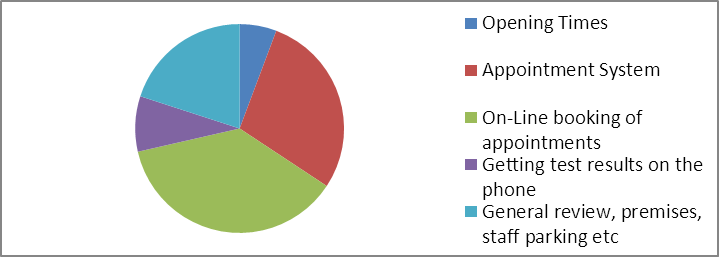 Opening Times
Appointment System
On-Line booking of
appointments
Getting test results on the
phone
General review, premises,
staff parking etc